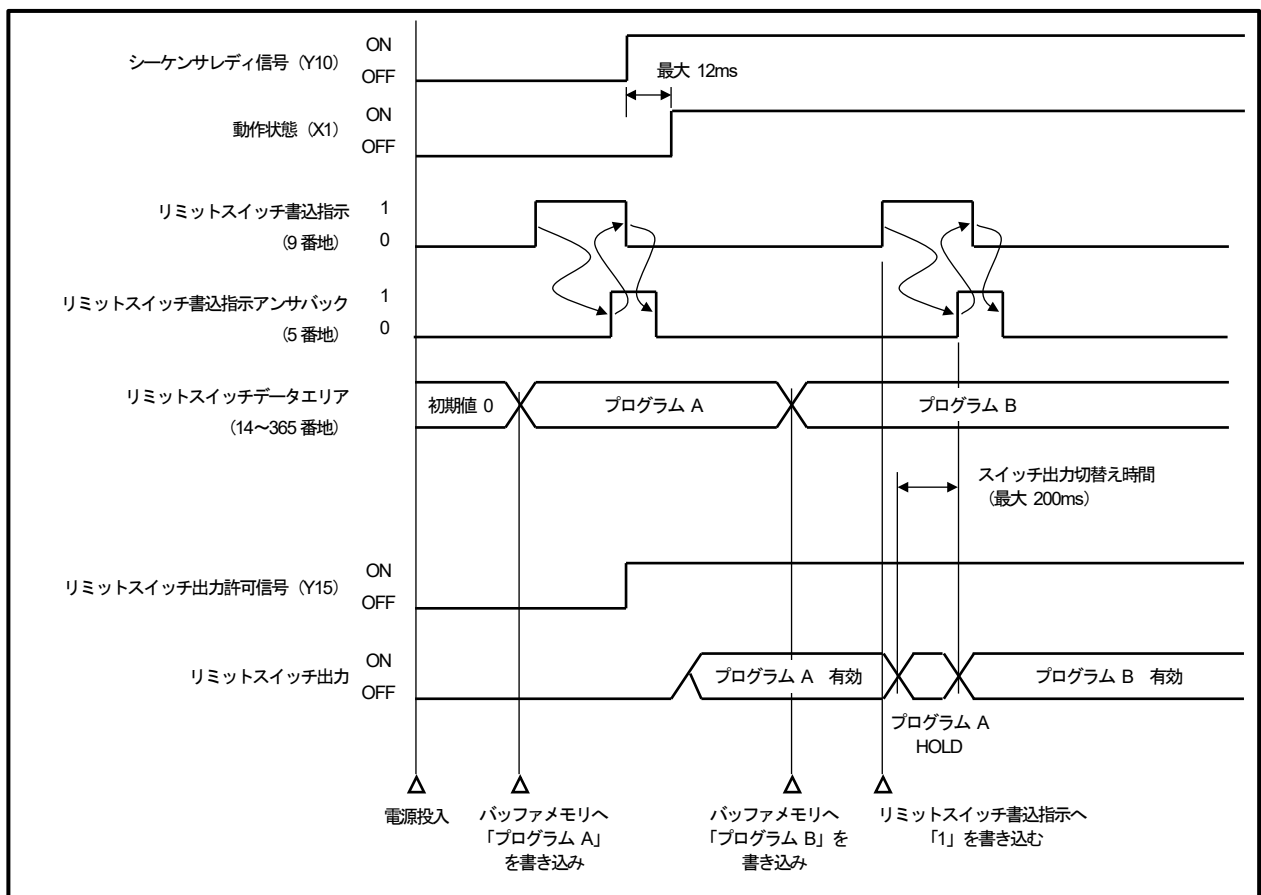 シーケンサレディ信号（Y10）
ON
OFF
最大 12ms
動作状態（X1）
ON
OFF
リミットスイッチ書込指示
（9 番地）
1
0
リミットスイッチ書込指示アンサバック
（5 番地）
1
0
リミットスイッチデータエリア
（14～365 番地）
初期値 0
プログラム A
プログラム B
スイッチ出力切替え時間
（最大 200ms）
リミットスイッチ出力許可信号（Y15）
ON
OFF
リミットスイッチ出力
ON
OFF
プログラム A 有効
プログラム B 有効
プログラム A
HOLD
電源投入
バッファメモリへ
「プログラム A」
を書き込み
バッファメモリへ
「プログラム B」を
書き込み
リミットスイッチ書込指示へ
「1」を書き込む